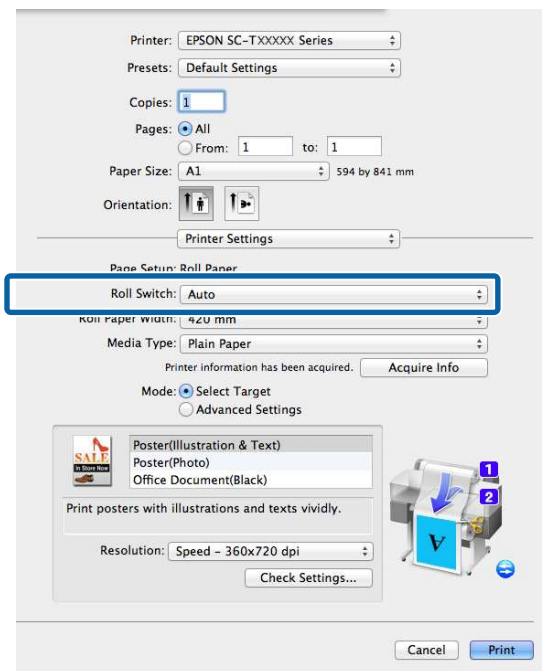 Printer: EPSON SC-TXXXXX Series
Presets: Default Settings
Copies: 1
Pages: All
From: 1 to: 1
Paper Size: A1 594 by 841 mm
Orientation:
Printer Settings
Page Setup: Roll Paper
Roll Switch: Auto
Roll Paper Width: 420 mm
Media Type: Plain Paper
Printer information has been acquired. Acquire Info
Mode: Select Target
Advanced Settings
SALE
In Store Now
Poster(Illustration & Text)
Poster(Photo)
Office Document(Black)
Print posters with illustrations and texts vividly.
1
2
A
Resolution: Speed - 360x720 dpi
Check Settings...
Cancel Print